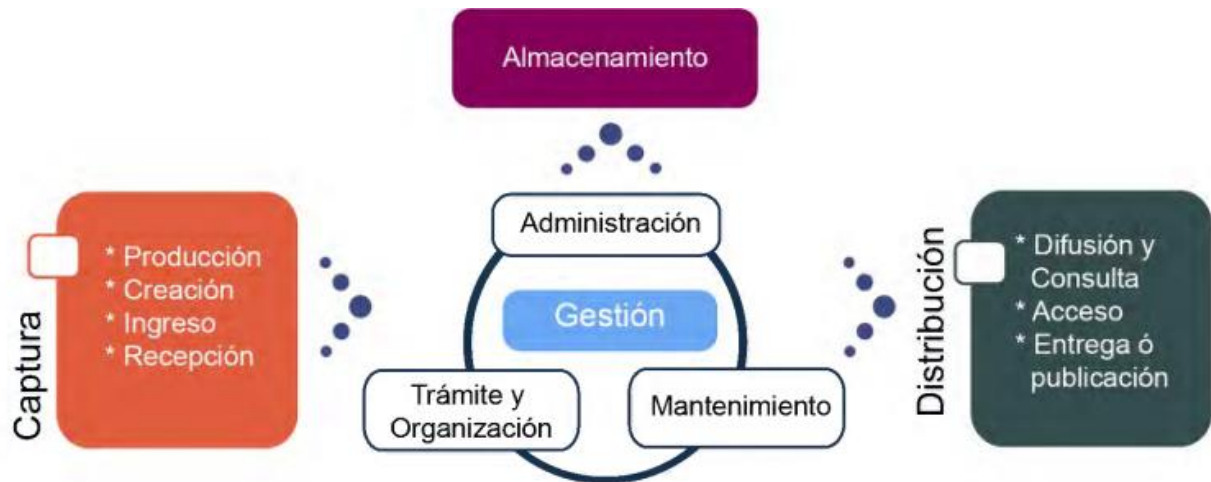 Almacenamiento
Captura
* Producción
* Creación
* Ingreso
* Recepción
Administración
Gestión
Trámite y
Organización
Mantenimiento
Distribución
* Difusión y
Consulta
* Acceso
* Entrega ó
publicación